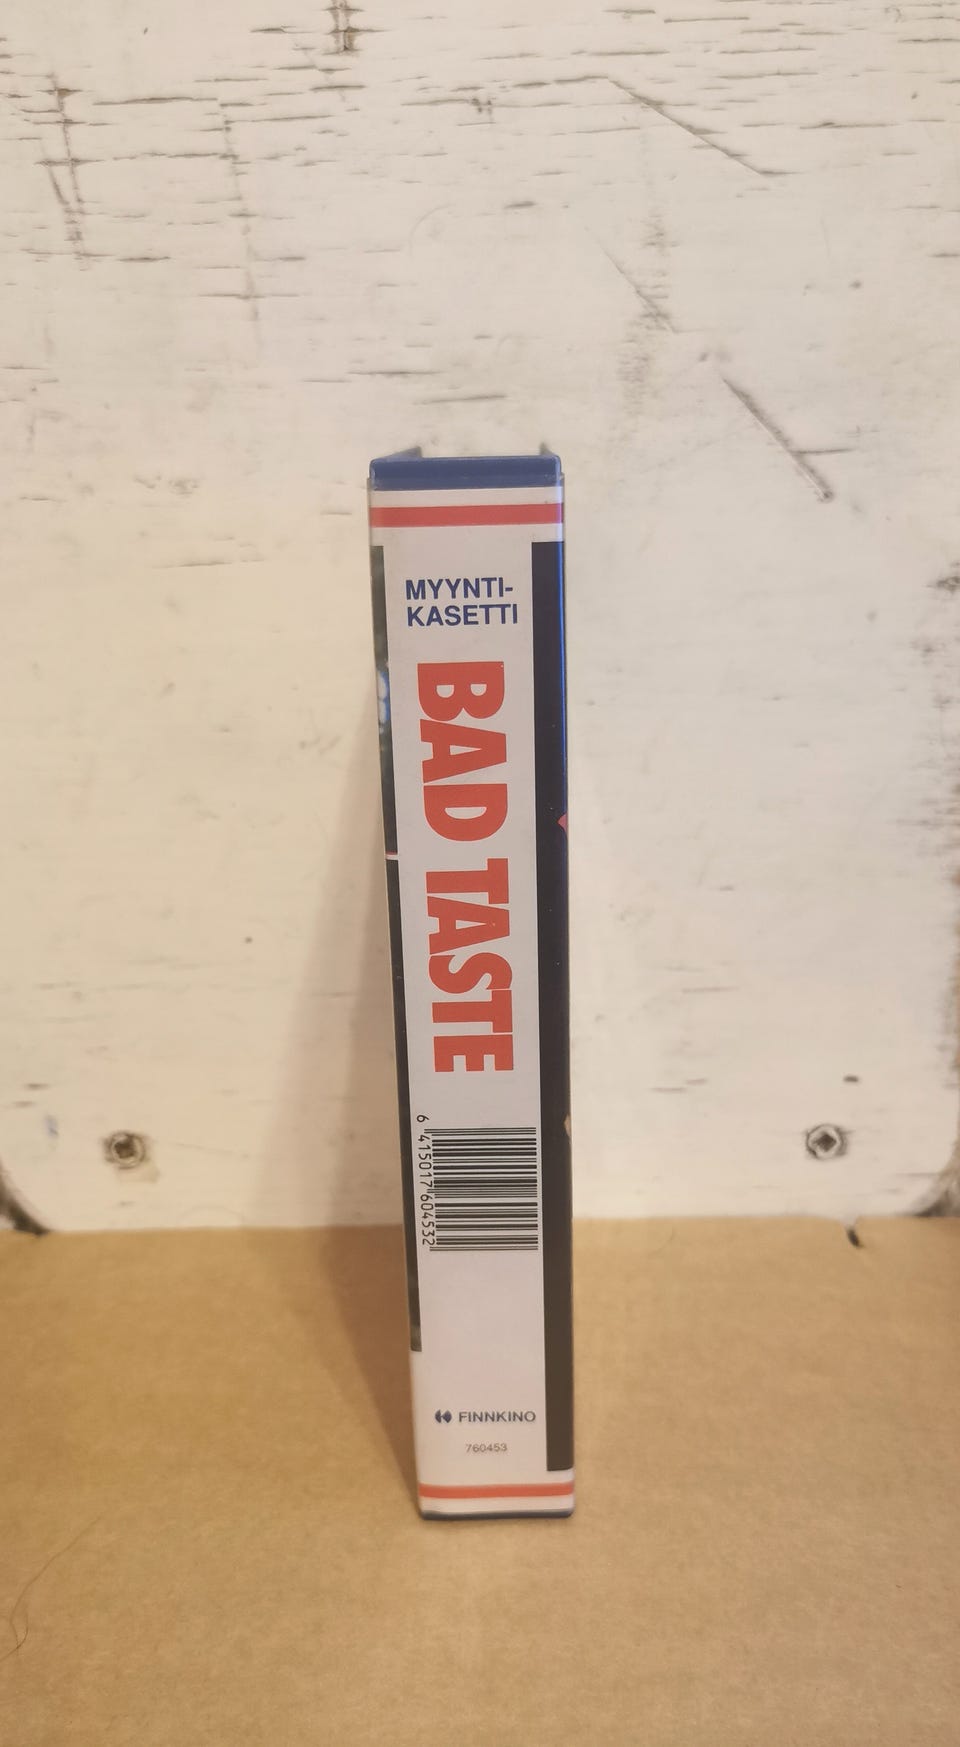 MYYNTI-
KASETTI
BAD TASTE
6 415017 604532
FINNKINO
760453